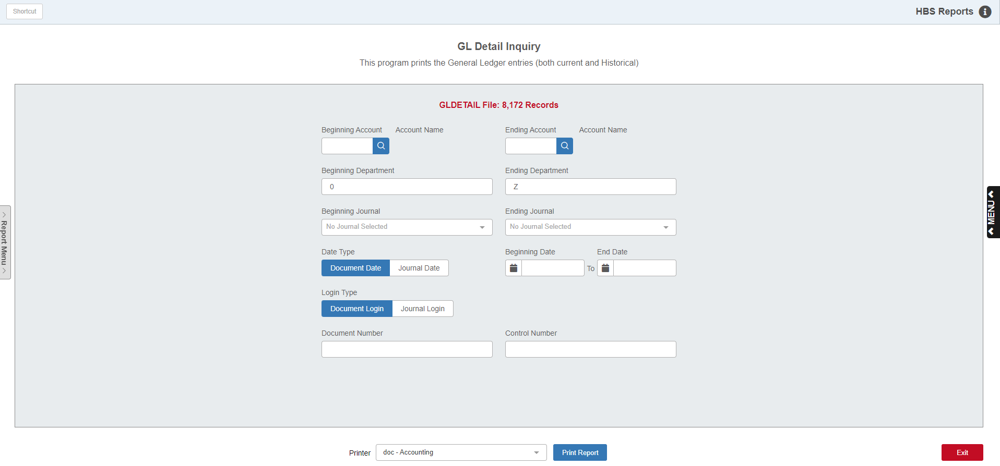 Shortcut
HBS Reports
GL Detail Inquiry
This program prints the General Ledger entries (both current and Historical)
GLDETAIL File: 8,172 Records
Beginning Account Account Name Ending Account Account Name
Beginning Department Ending Department
0 Z
Beginning Journal Ending Journal
No Journal Selected No Journal Selected
Date Type Beginning Date End Date
Document Date Journal Date To
Login Type
Document Login Journal Login
Document Number Control Number
Report Menu
MENU
Printer doc - Accounting Print Report Exit